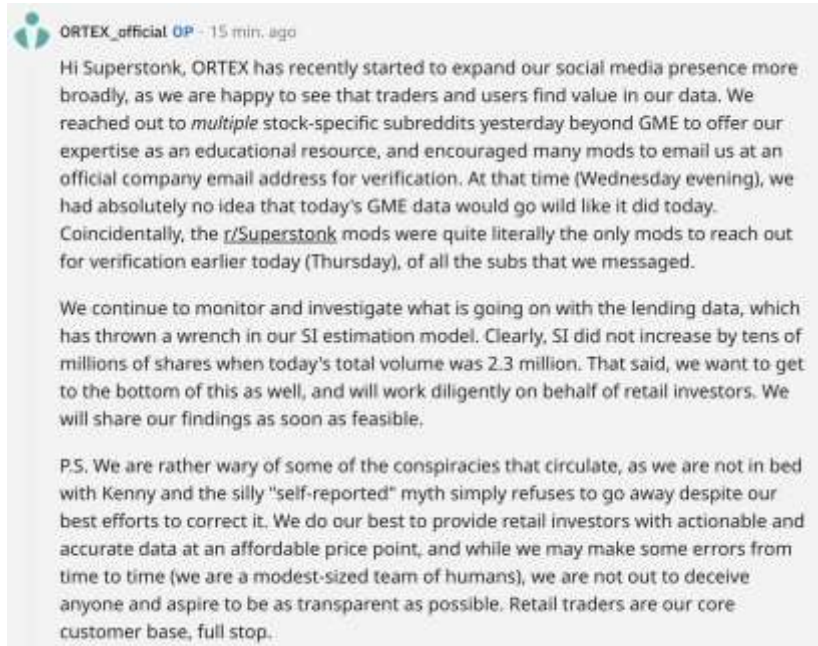 ORTEX_official OP · 15 min. ago
Hi Superstonk, ORTEX has recently started to expand our social media presence more
broadly, as we are happy to see that traders and users find value in our data. We
reached out to multiple stock-specific subreddits yesterday beyond GME to offer our
expertise as an educational resource, and encouraged many mods to email us at an
official company email address for verification. At that time (Wednesday evening), we
had absolutely no idea that today's GME data would go wild like it did today.
Coincidentally, the r/Superstonk mods were quite literally the only mods to reach out
for verification earlier today (Thursday), of all the subs that we messaged.
We continue to monitor and investigate what is going on with the lending data, which
has thrown a wrench in our SI estimation model. Clearly, SI did not increase by tens of
millions of shares when today's total volume was 2.3 million. That said, we want to get
to the bottom of this as well, and will work diligently on behalf of retail investors. We
will share our findings as soon as feasible.
P.S. We are rather wary of some of the conspiracies that circulate, as we are not in bed
with Kenny and the silly "self-reported" myth simply refuses to go away despite our
best efforts to correct it. We do our best to provide retail investors with actionable and
accurate data at an affordable price point, and while we may make some errors from
time to time (we are a modest-sized team of humans), we are not out to deceive
anyone and aspire to be as transparent as possible. Retail traders are our core
customer base, full stop.